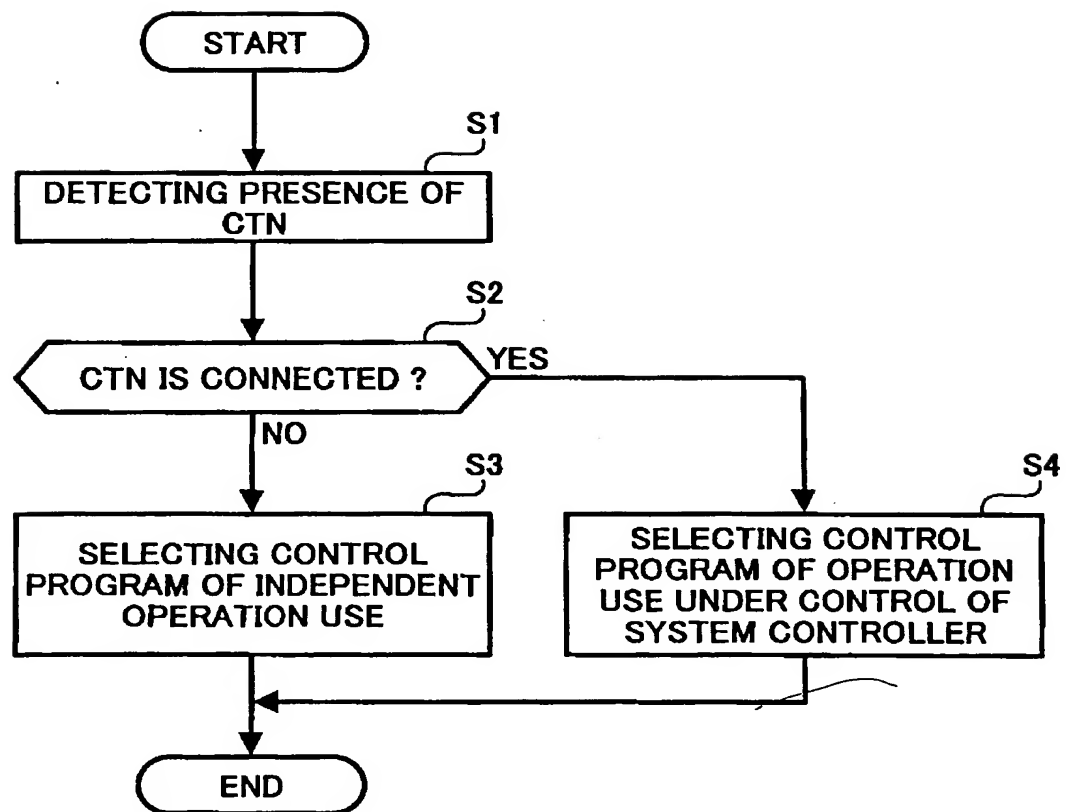 START
S1
DETECTING PRESENCE OF
CTN
S2
CTN IS CONNECTED ?
YES
NO
S3
SELECTING CONTROL
PROGRAM OF INDEPENDENT
OPERATION USE
S4
SELECTING CONTROL
PROGRAM OF OPERATION
USE UNDER CONTROL OF
SYSTEM CONTROLLER
END